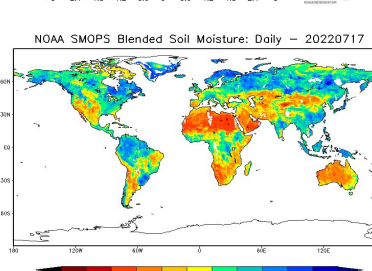 NOAA SMOPS Blended Soil Moisture: Daily – 20220717
60N
30N
EQ
30S
60S
180 120W 60W 0 60E 120E